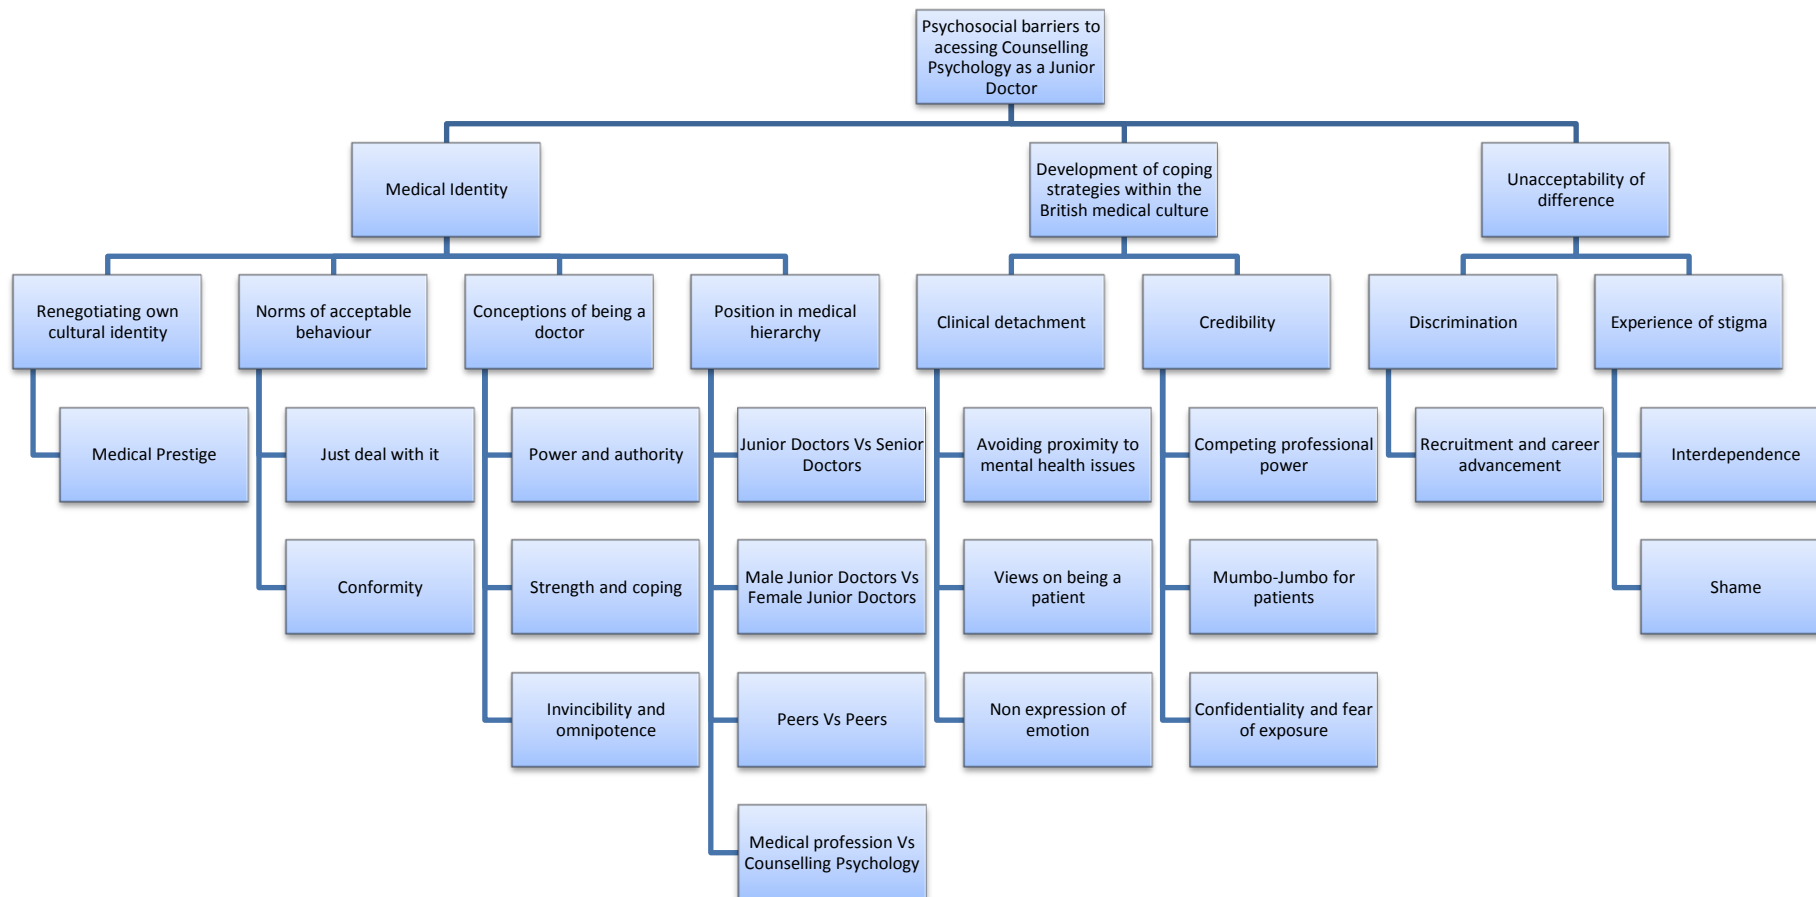 Psychosocial barriers to
acessing Counselling
Psychology as a Junior
Doctor
Medical Identity
Development of coping
strategies within the
British medical culture
Unacceptability of
difference
Renegotiating own
cultural identity
Norms of acceptable
behaviour
Conceptions of being a
doctor
Position in medical
hierarchy
Clinical detachment
Credibility
Discrimination
Experience of stigma
Medical Prestige
Just deal with it
Power and authority
Junior Doctors Vs Senior
Doctors
Avoiding proximity to
mental health issues
Competing professional
power
Recruitment and career
advancement
Interdependence
Conformity
Strength and coping
Male Junior Doctors Vs
Female Junior Doctors
Views on being a
patient
Mumbo-Jumbo for
patients
Shame
Invincibility and
omnipotence
Peers Vs Peers
Non expression of
emotion
Confidentiality and fear
of exposure
Medical profession Vs
Counselling Psychology